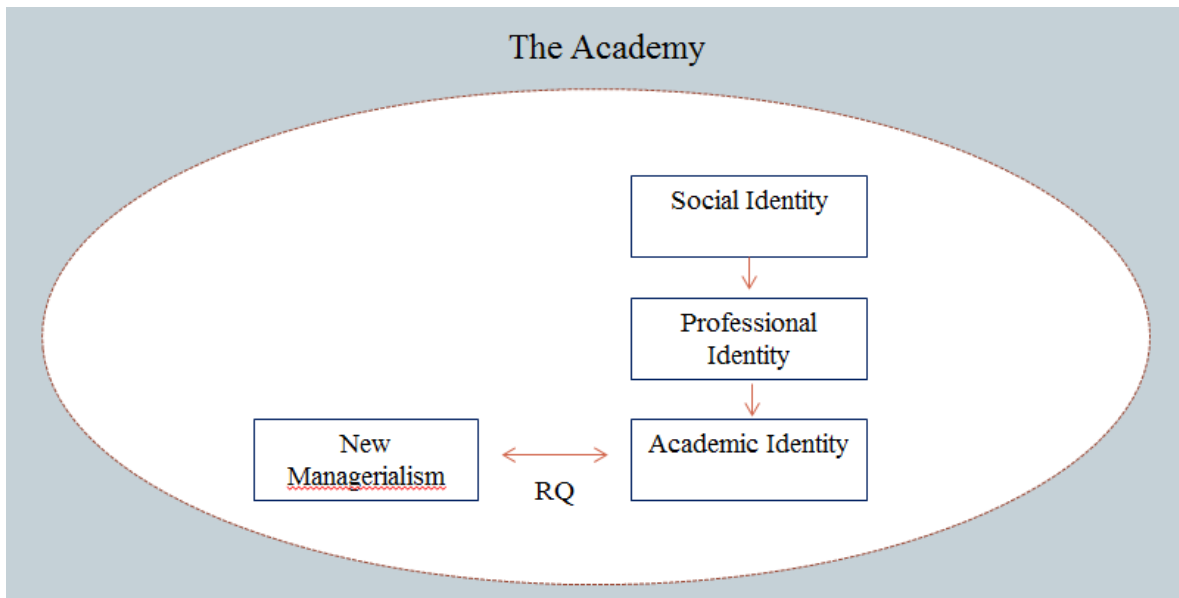 The Academy
Social Identity
Professional
Identity
New
Managerialism
RQ
Academic Identity